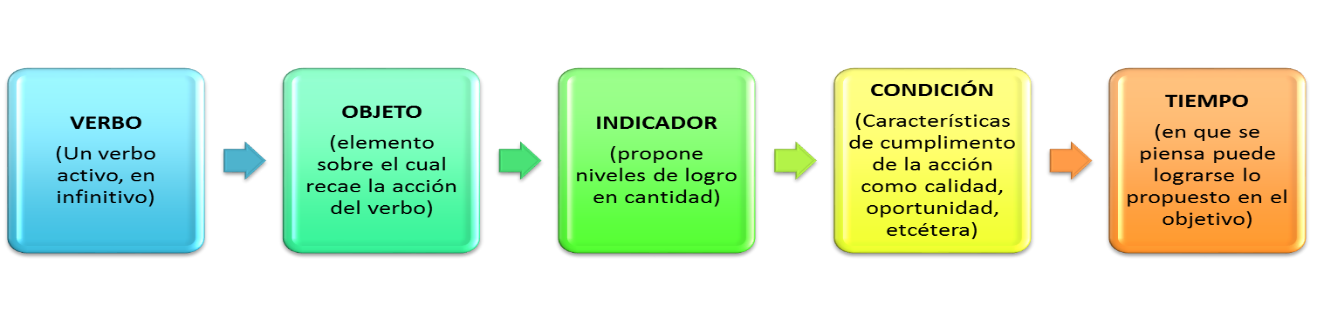 VERBO
(Un verbo
activo, en
infinitivo)
OBJETO
(elemento
sobre el cual
recae la acción
del verbo)
INDICADOR
(propone
niveles de logro
en cantidad)
CONDICIÓN
(Características
de cumplimento
de la acción
como calidad,
oportunidad,
etcétera)
TIEMPO
(en que se
piensa puede
lograrse lo
propuesto en el
objetivo)